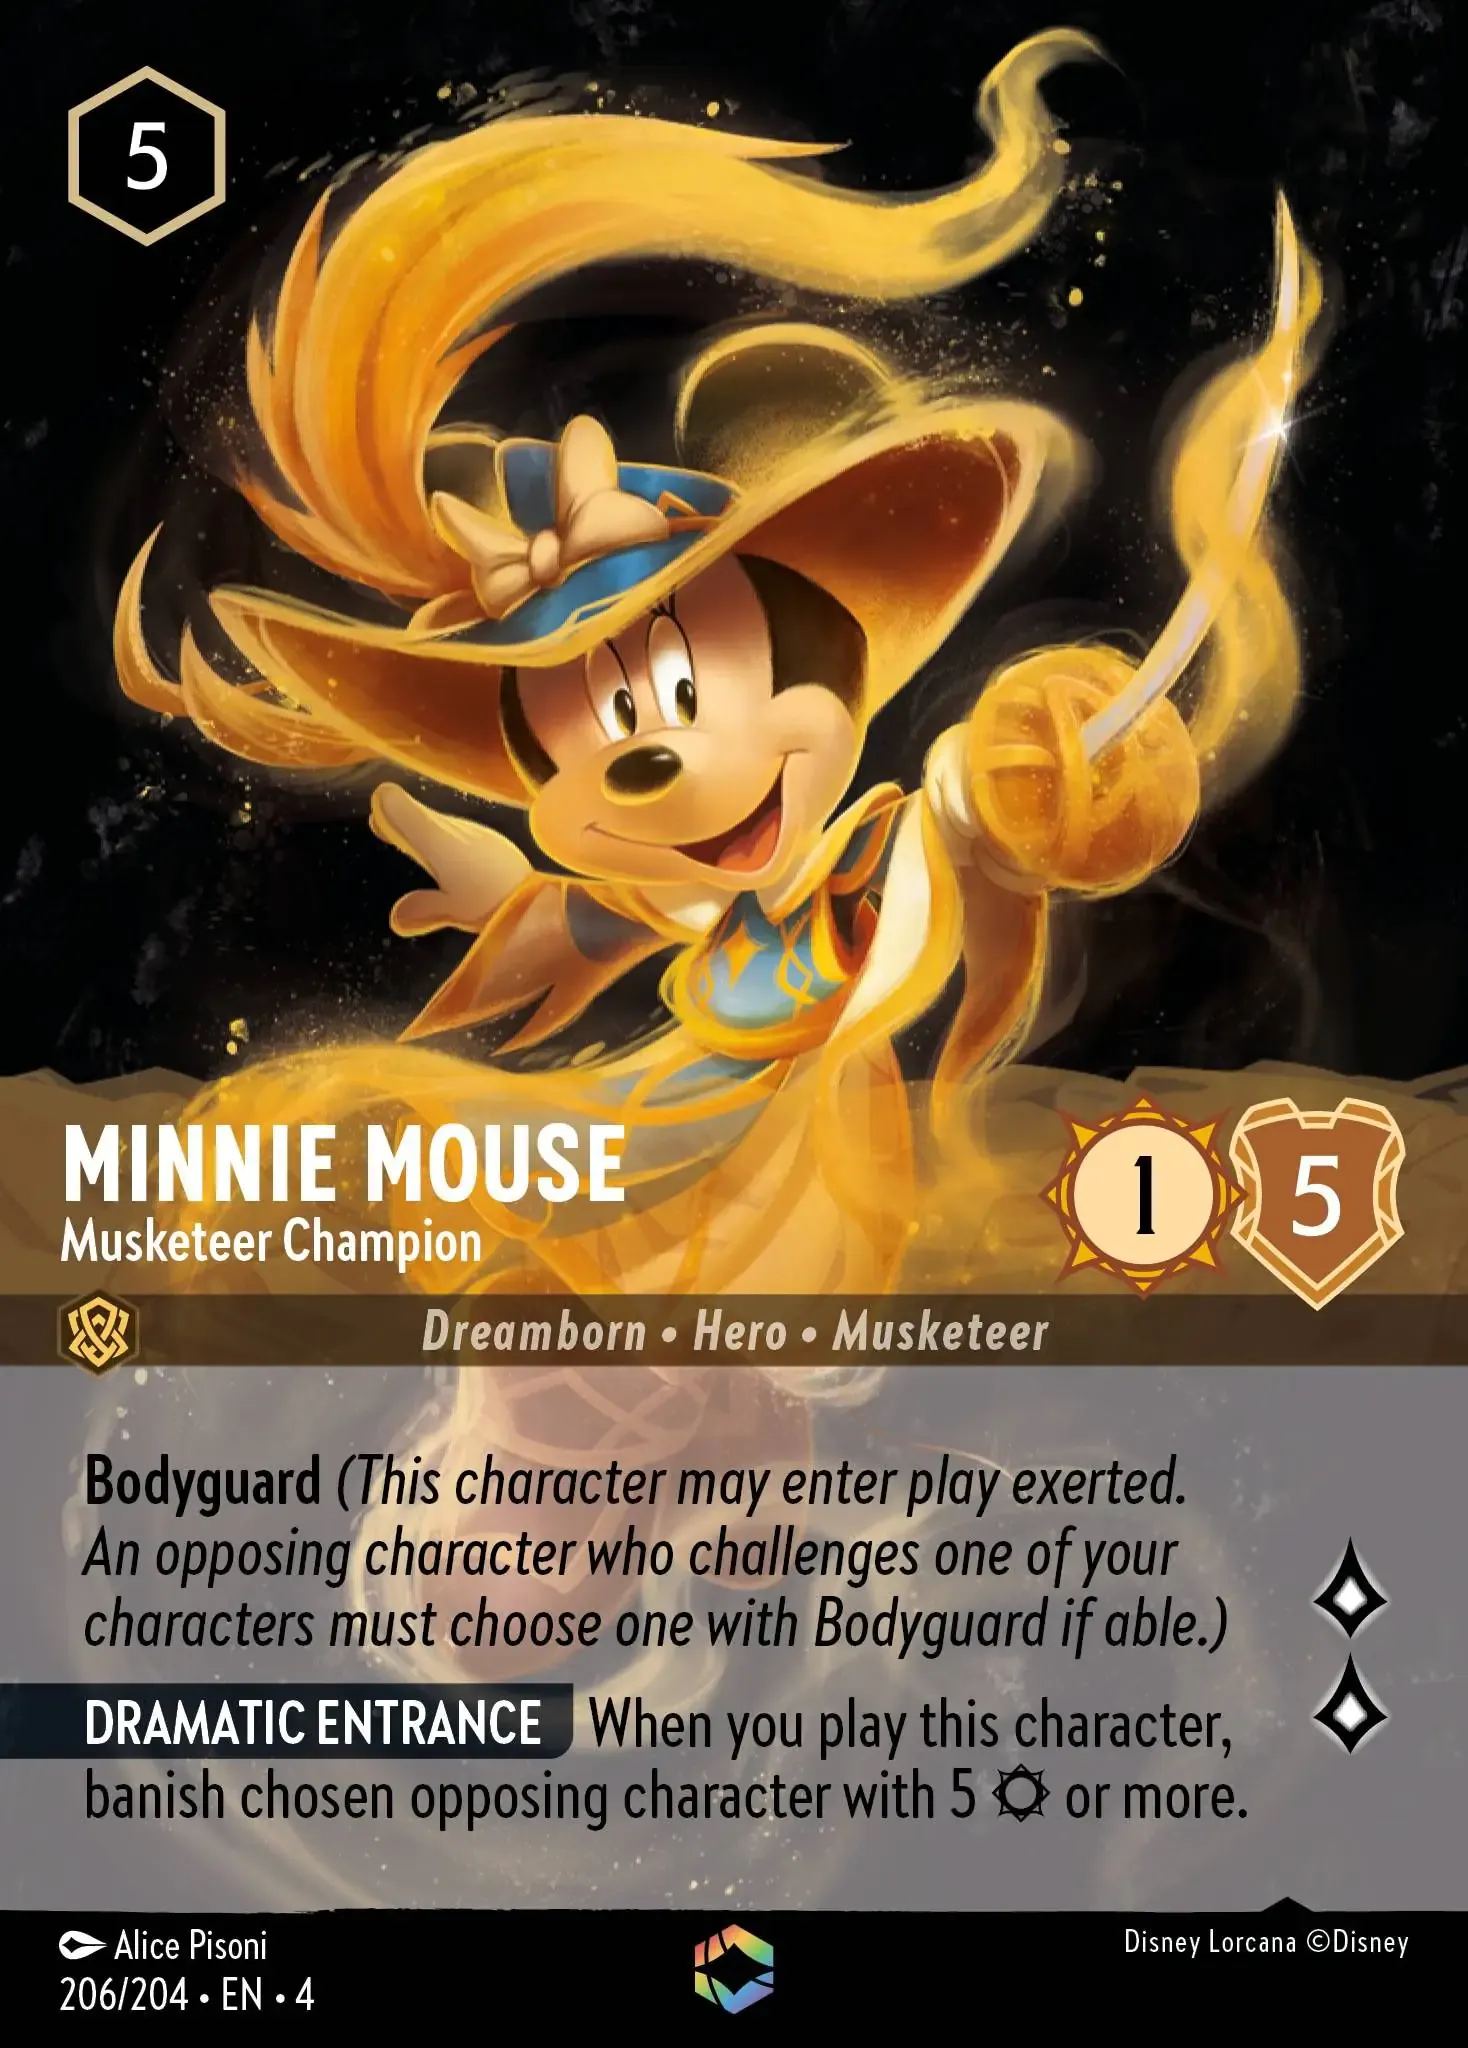 5
MINNIE MOUSE
Musketeer Champion
1
5
Dreamborn • Hero • Musketeer
Bodyguard (This character may enter play exerted.
An opposing character who challenges one of your
characters must choose one with Bodyguard if able.)
DRAMATIC ENTRANCE When you play this character,
banish chosen opposing character with 5 or more.
Alice Pisoni
206/204 • EN • 4
Disney Lorcana ©Disney